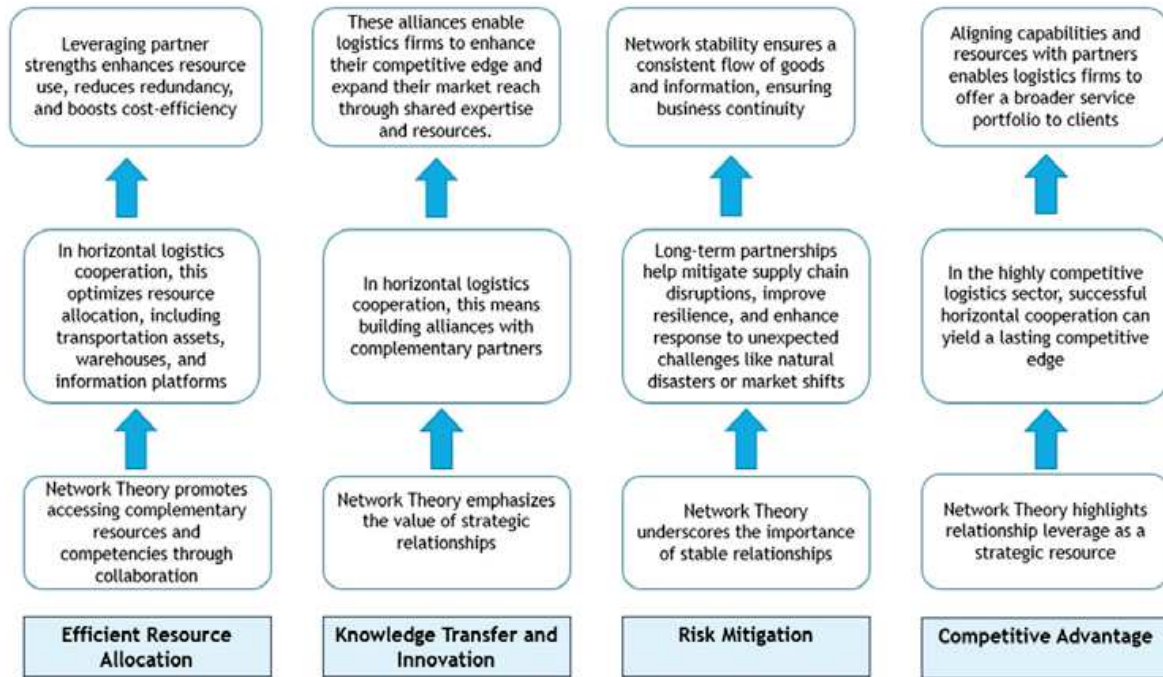 Leveraging partner
strengths enhances resource
use, reduces redundancy,
and boosts cost-efficiency
These alliances enable
logistics firms to enhance
their competitive edge and
expand their market reach
through shared expertise
and resources.
Network stability ensures a
consistent flow of goods
and information, ensuring
business continuity
Aligning capabilities and
resources with partners
enables logistics firms to
offer a broader service
portfolio to clients
In horizontal logistics
cooperation, this
optimizes resource
allocation, including
transportation assets,
warehouses, and
information platforms
In horizontal logistics
cooperation, this means
building alliances with
complementary partners
Long-term partnerships
help mitigate supply chain
disruptions, improve
resilience, and enhance
response to unexpected
challenges like natural
disasters or market shifts
In the highly competitive
logistics sector, successful
horizontal cooperation can
yield a lasting competitive
edge
Network Theory promotes
accessing complementary
resources and
competencies through
collaboration
Network Theory emphasizes
the value of strategic
relationships
Network Theory
underscores the importance
of stable relationships
Network Theory highlights
relationship leverage as a
strategic resource
Efficient Resource
Allocation
Knowledge Transfer and
Innovation
Risk Mitigation
Competitive Advantage